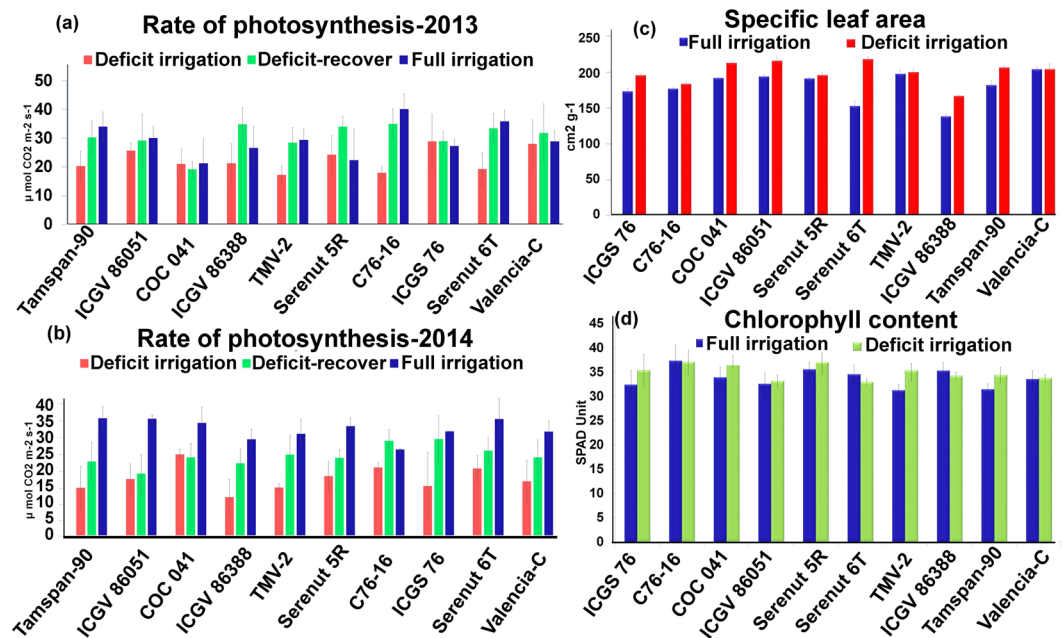 (a)
Rate of photosynthesis-2013
Deficit irrigation
Deficit-recover
Full irrigation
µ mol CO2 m-2 s-1
50
40
30
20
10
0
Tamspan-90
ICGV 86051
COC 041
ICGV 86388
TMV-2
Serenut 5R
C76-16
ICGS 76
Serenut 6T
Valencia-C
(b)
Rate of photosynthesis-2014
Deficit irrigation
Deficit-recover
Full irrigation
µ mol CO2 m-2 s-1
40
35
30
25
20
15
10
5
0
Tamspan-90
ICGV 86051
COC 041
ICGV 86388
TMV-2
Serenut 5R
C76-16
ICGS 76
Serenut 6T
Valencia-C
(c)
Specific leaf area
Full irrigation
Deficit irrigation
cm2 g-1
250
200
150
100
50
0
ICGS 76
C76-16
COC 041
ICGV 86051
Serenut 5R
Serenut 6T
TMV-2
ICGV 86388
Tamspan-90
Valencia-C
(d)
Chlorophyll content
Full irrigation
Deficit irrigation
SPAD Unit
45
40
35
30
25
20
15
10
5
0
ICGS 76
C76-16
COC 041
ICGV 86051
Serenut 5R
Serenut 6T
TMV-2
ICGV 86388
Tamspan-90
Valencia-C